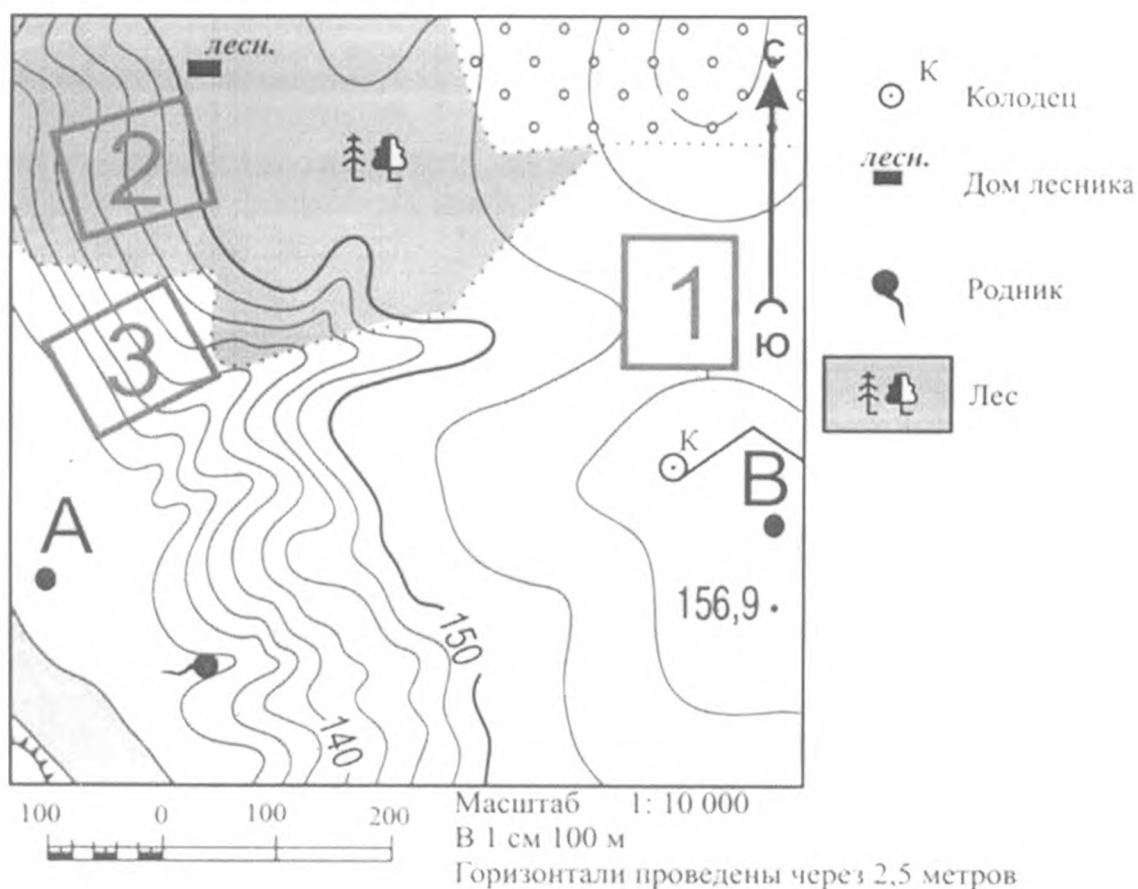 лесн.
С
К
Колодец
2
лесн.
Дом лесника
1
Родник
Ю
3
Лес
К
В
А
156,9
150
140
100 0 100 200
Масштаб 1: 10 000
В 1 см 100 м
Горизонтали проведены через 2,5 метров